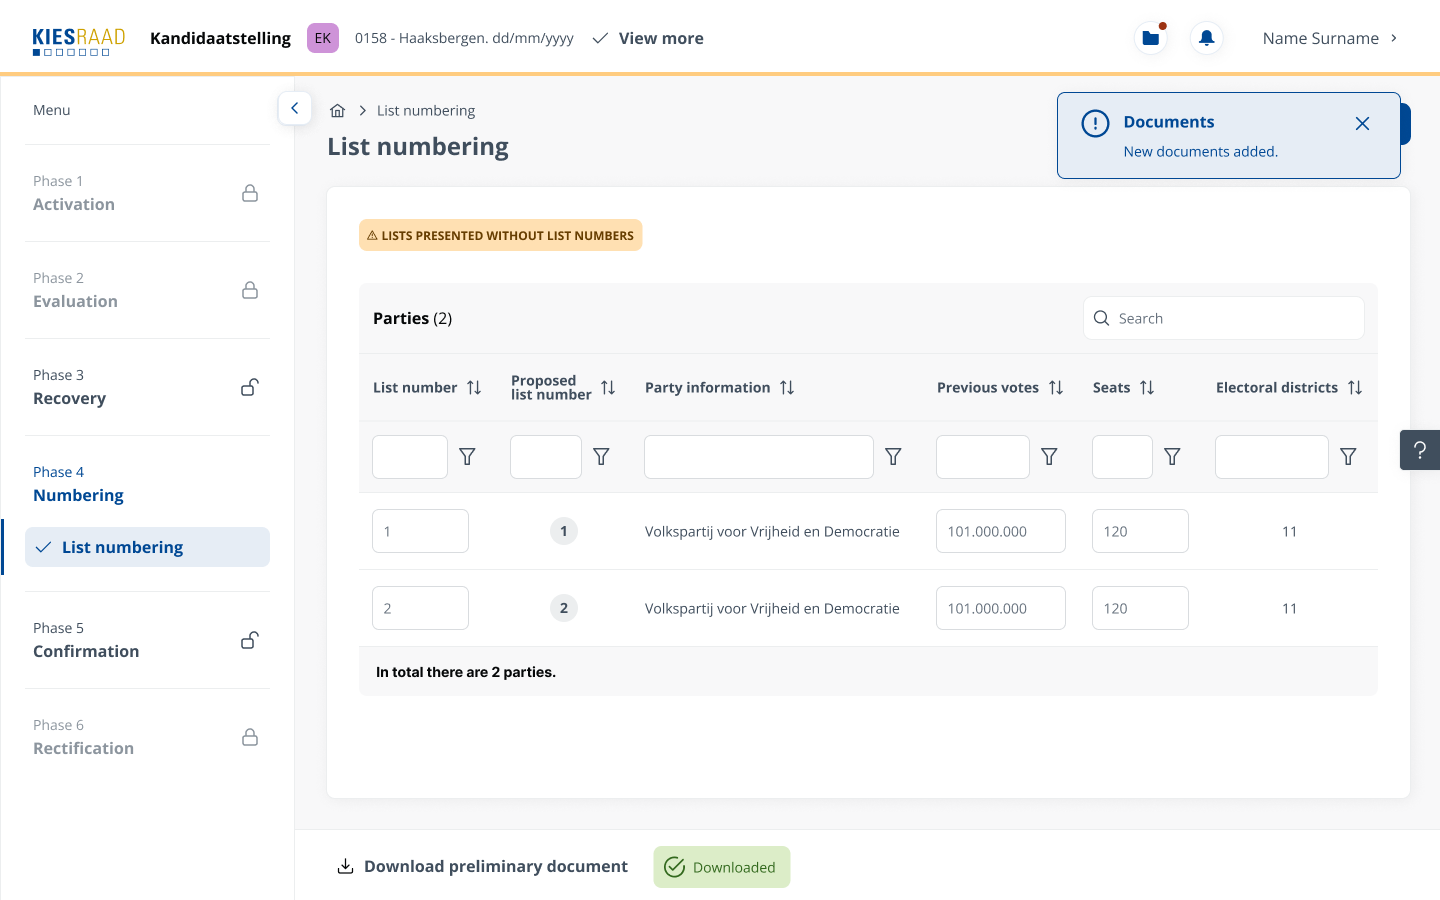 KIESRAAD
Kandidaatstelling
EK
0158 - Haaksbergen. dd/mm/yyyy
View more
Name Surname
Menu
Phase 1
Activation
Phase 2
Evaluation
Phase 3
Recovery
Phase 4
Numbering
List numbering
Phase 5
Confirmation
Phase 6
Rectification
List numbering
List numbering
Documents
New documents added.
LISTS PRESENTED WITHOUT LIST NUMBERS
Parties (2)
Search
List number
Proposed
list number
Party information
Previous votes
Seats
Electoral districts
1 1 Volkspartij voor Vrijheid en Democratie 101.000.000 120 11
2 2 Volkspartij voor Vrijheid en Democratie 101.000.000 120 11
In total there are 2 parties.
?
Download preliminary document
Downloaded